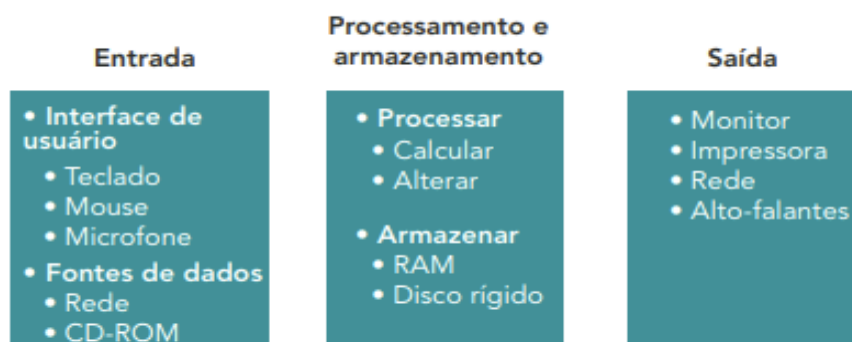 Entrada
• Interface de
usuário
• Teclado
• Mouse
• Microfone
• Fontes de dados
• Rede
• CD-ROM
Processamento e
armazenamento
• Processar
• Calcular
• Alterar
• Armazenar
• RAM
• Disco rígido
Saída
• Monitor
• Impressora
• Rede
• Alto-falantes